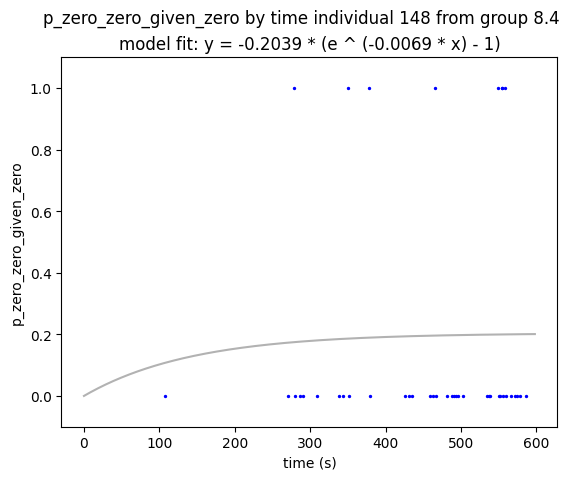 p_zero_zero_given_zero by time individual 148 from group 8.4
model fit: y = -0.2039 * (e ^ (-0.0069 * x) - 1)
p_zero_zero_given_zero
1.0
0.8
0.6
0.4
0.2
0.0
0 100 200 300 400 500 600
time (s)